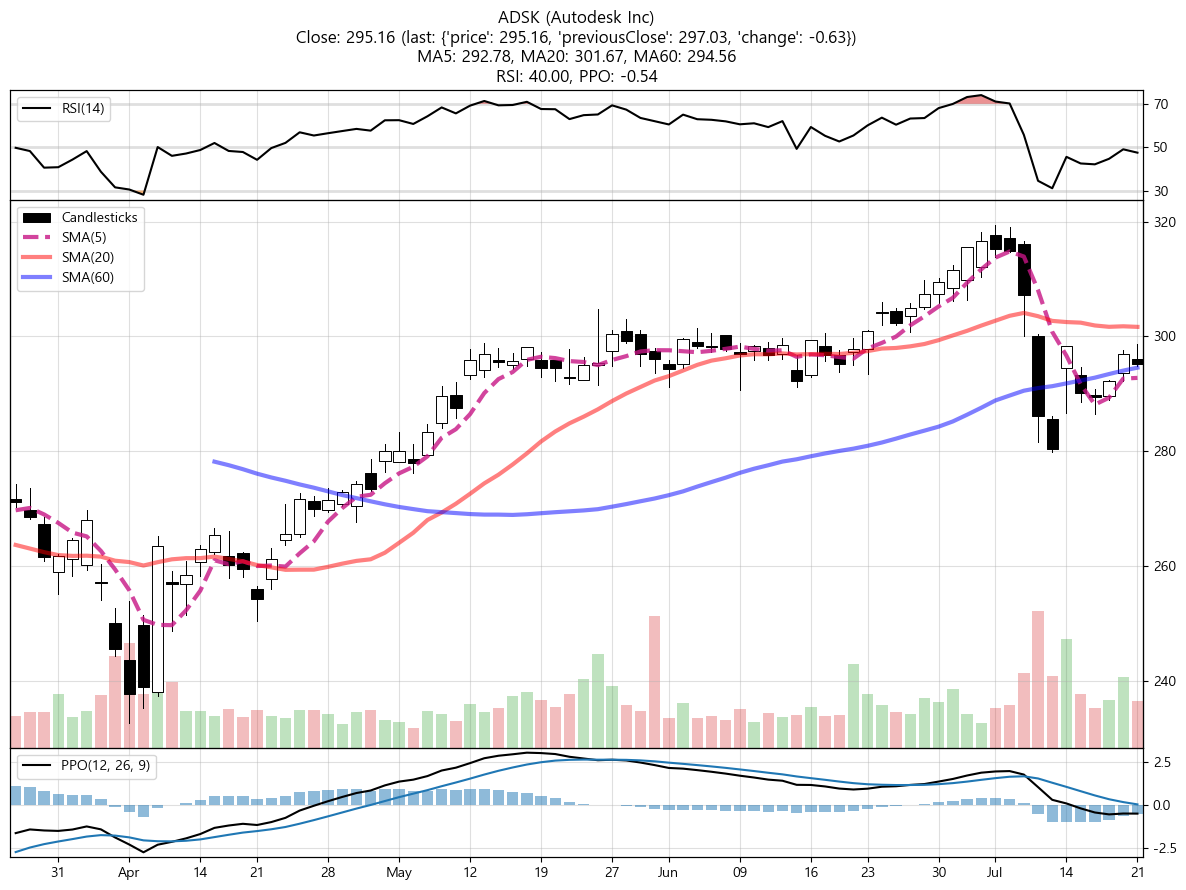 ADSK (Autodesk Inc)
Close: 295.16 (last: {'price': 295.16, 'previousClose': 297.03, 'change': -0.63})
MA5: 292.78, MA20: 301.67, MA60: 294.56
RSI: 40.00, PPO: -0.54
RSI(14)
70
50
30
Candlesticks
SMA(5)
SMA(20)
SMA(60)
320
300
280
260
240
PPO(12, 26, 9)
2.5
0.0
-2.5
31 Apr 14 21 28 May 12 19 27 Jun 09 16 23 30 Jul 14 21